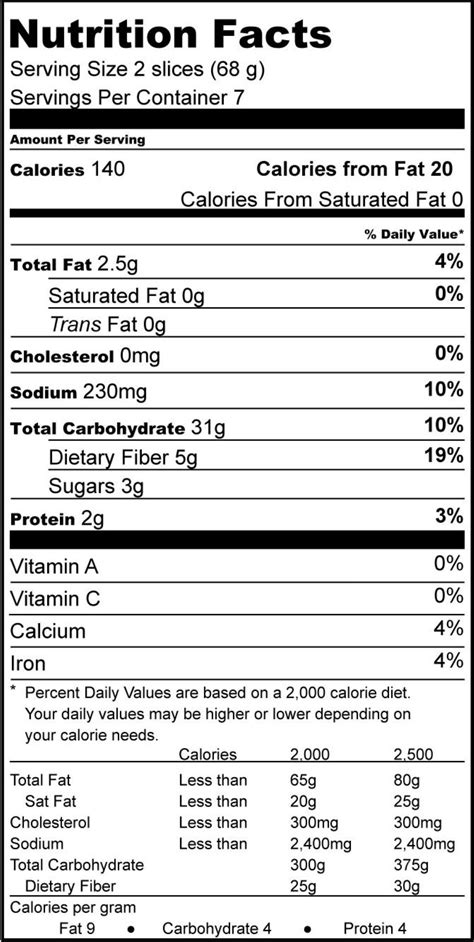 Nutrition Facts
Serving Size 2 slices (68 g)
Servings Per Container 7
Amount Per Serving
Calories 140 Calories from Fat 20
Calories From Saturated Fat 0
% Daily Value*
Total Fat 2.5g 4%
Saturated Fat 0g 0%
Trans Fat 0g
Cholesterol 0mg 0%
Sodium 230mg 10%
Total Carbohydrate 31g 10%
Dietary Fiber 5g 19%
Sugars 3g
Protein 2g 3%
Vitamin A 0%
Vitamin C 0%
Calcium 4%
Iron 4%
* Percent Daily Values are based on a 2,000 calorie diet.
Your daily values may be higher or lower depending on
your calorie needs.
Calories 2,000 2,500
Total Fat Less than 65g 80g
Sat Fat Less than 20g 25g
Cholesterol Less than 300mg 300mg
Sodium Less than 2,400mg 2,400mg
Total Carbohydrate 300g 375g
Dietary Fiber 25g 30g
Calories per gram
Fat 9 • Carbohydrate 4 • Protein 4